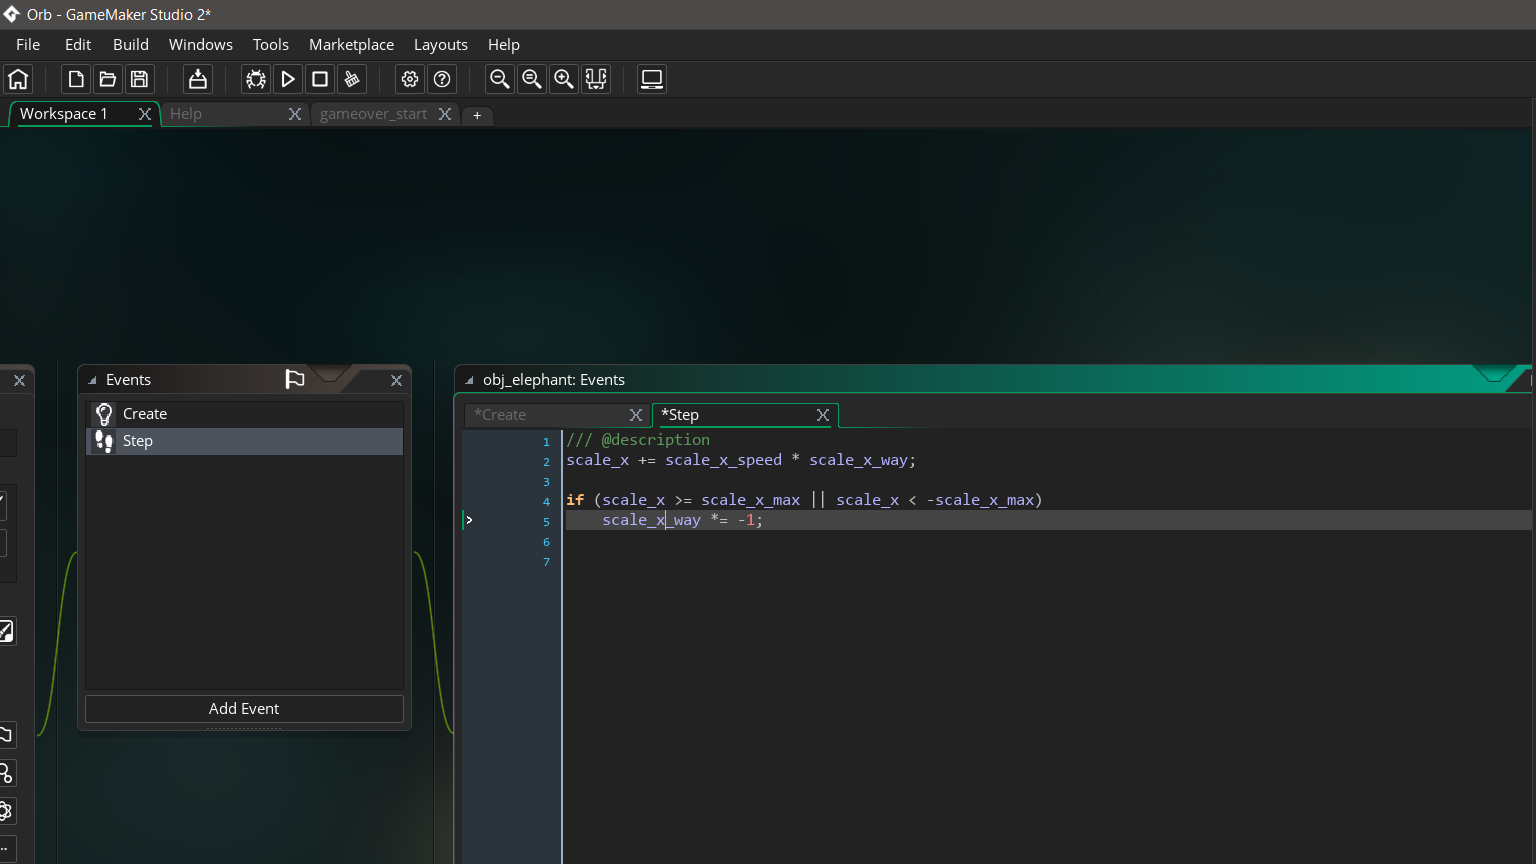 Orb - GameMaker Studio 2*
File Edit Build Windows Tools Marketplace Layouts Help
Workspace 1 Help gameover_start +
Events
Create
Step
Add Event
obj_elephant: Events
*Create *Step
1 /// @description
2 scale_x += scale_x_speed * scale_x_way;
3
4 if (scale_x >= scale_x_max || scale_x < -scale_x_max)
5 scale_x_way *= -1;
6
7